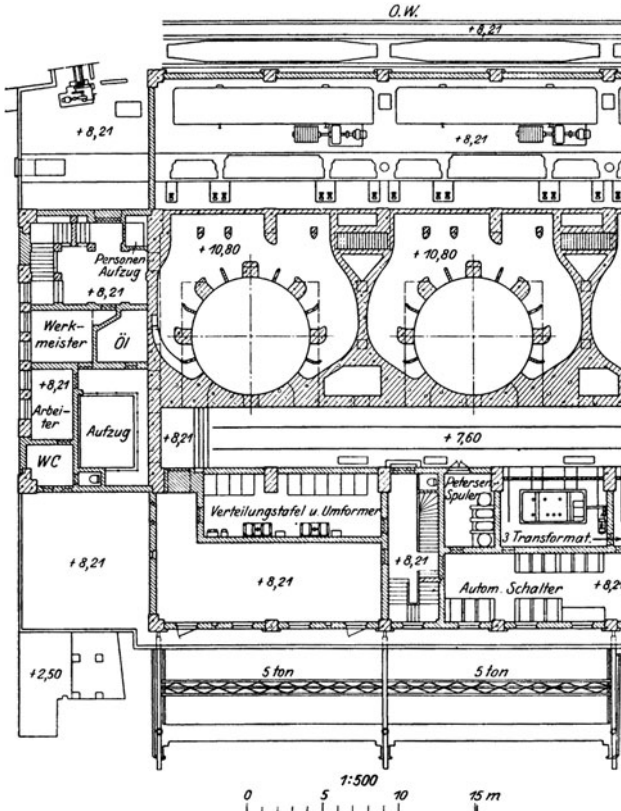 O.W.
+8,21
+8,21
+8,21
+10,80
+10,80
Personen
Aufzug
+8,21
Werk-
meister
Öl
+8,21
Arbei-
ter
Aufzug
+8,21
+7,60
WC
Verteilungstafel u. Umformer
Petersen-
Spulen
3 Transformat.
+8,21
+8,21
+8,21
Autom. Schalter
+8,21
+2,50
5 ton
5 ton
1:500
0 5 10 15 m